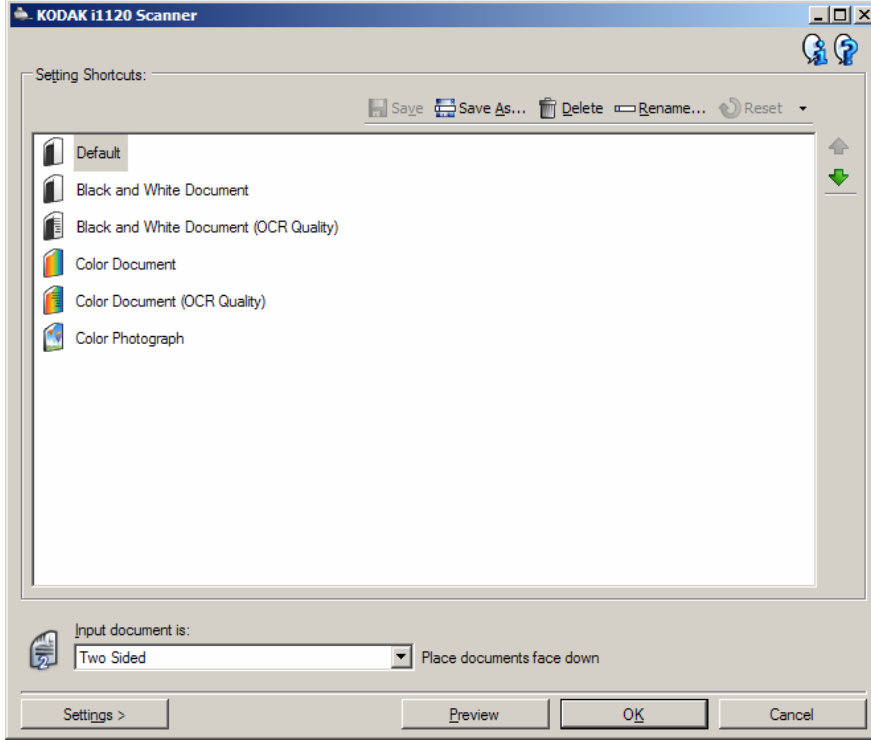 KODAK i1120 Scanner
Setting Shortcuts:
Save Save As... Delete Rename... Reset
Default
Black and White Document
Black and White Document (OCR Quality)
Color Document
Color Document (OCR Quality)
Color Photograph
Input document is:
2 Two Sided Place documents face down
Settings > Preview OK Cancel